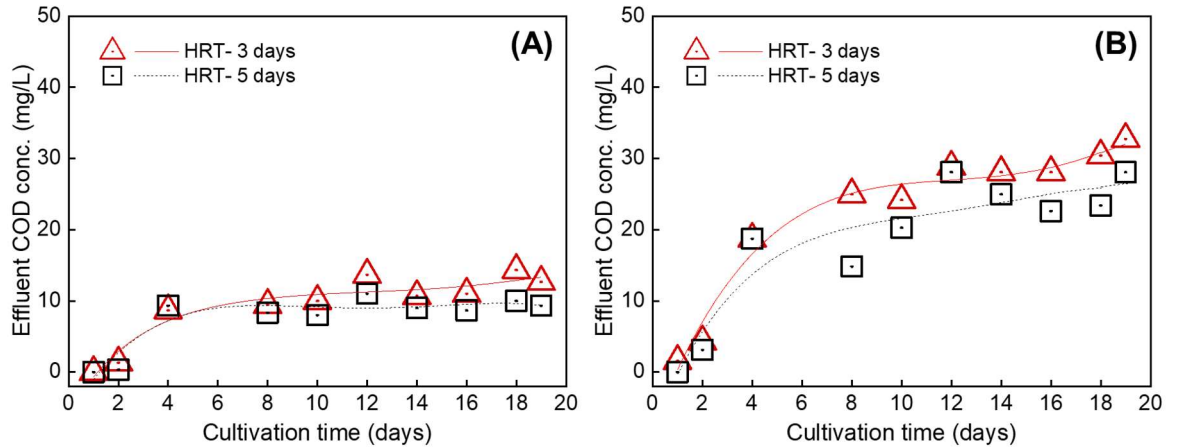 (A)
HRT- 3 days
HRT- 5 days
Effluent COD conc. (mg/L)
50
40
30
20
10
0
0 2 4 6 8 10 12 14 16 18 20
Cultivation time (days)
(B)
HRT- 3 days
HRT- 5 days
Effluent COD conc. (mg/L)
50
40
30
20
10
0
0 2 4 6 8 10 12 14 16 18 20
Cultivation time (days)